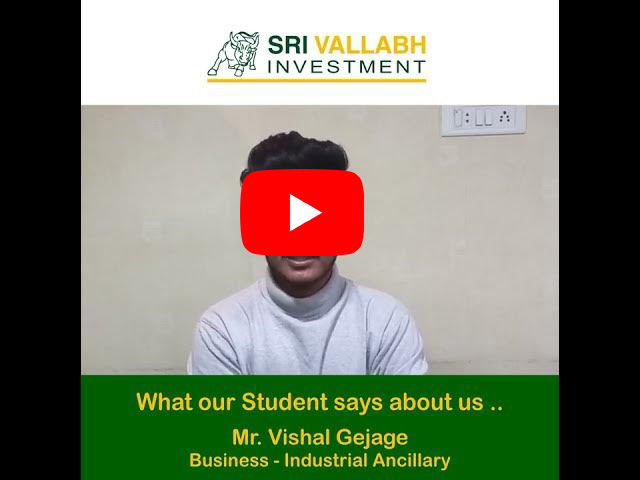 SRI VALLABH
INVESTMENT
What our Student says about us ..
Mr. Vishal Gejage
Business - Industrial Ancillary